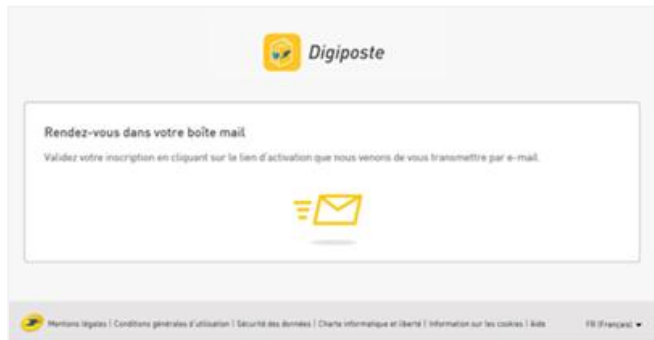 Digiposte
Rendez-vous dans votre boîte mail
Validez votre inscription en cliquant sur le lien d'activation que nous venons de vous transmettre par e-mail.
Mentions légales | Conditions générales d'utilisation | Sécurité des données | Charte informatique et liberté | Information sur les cookies | Aide FR (Français)